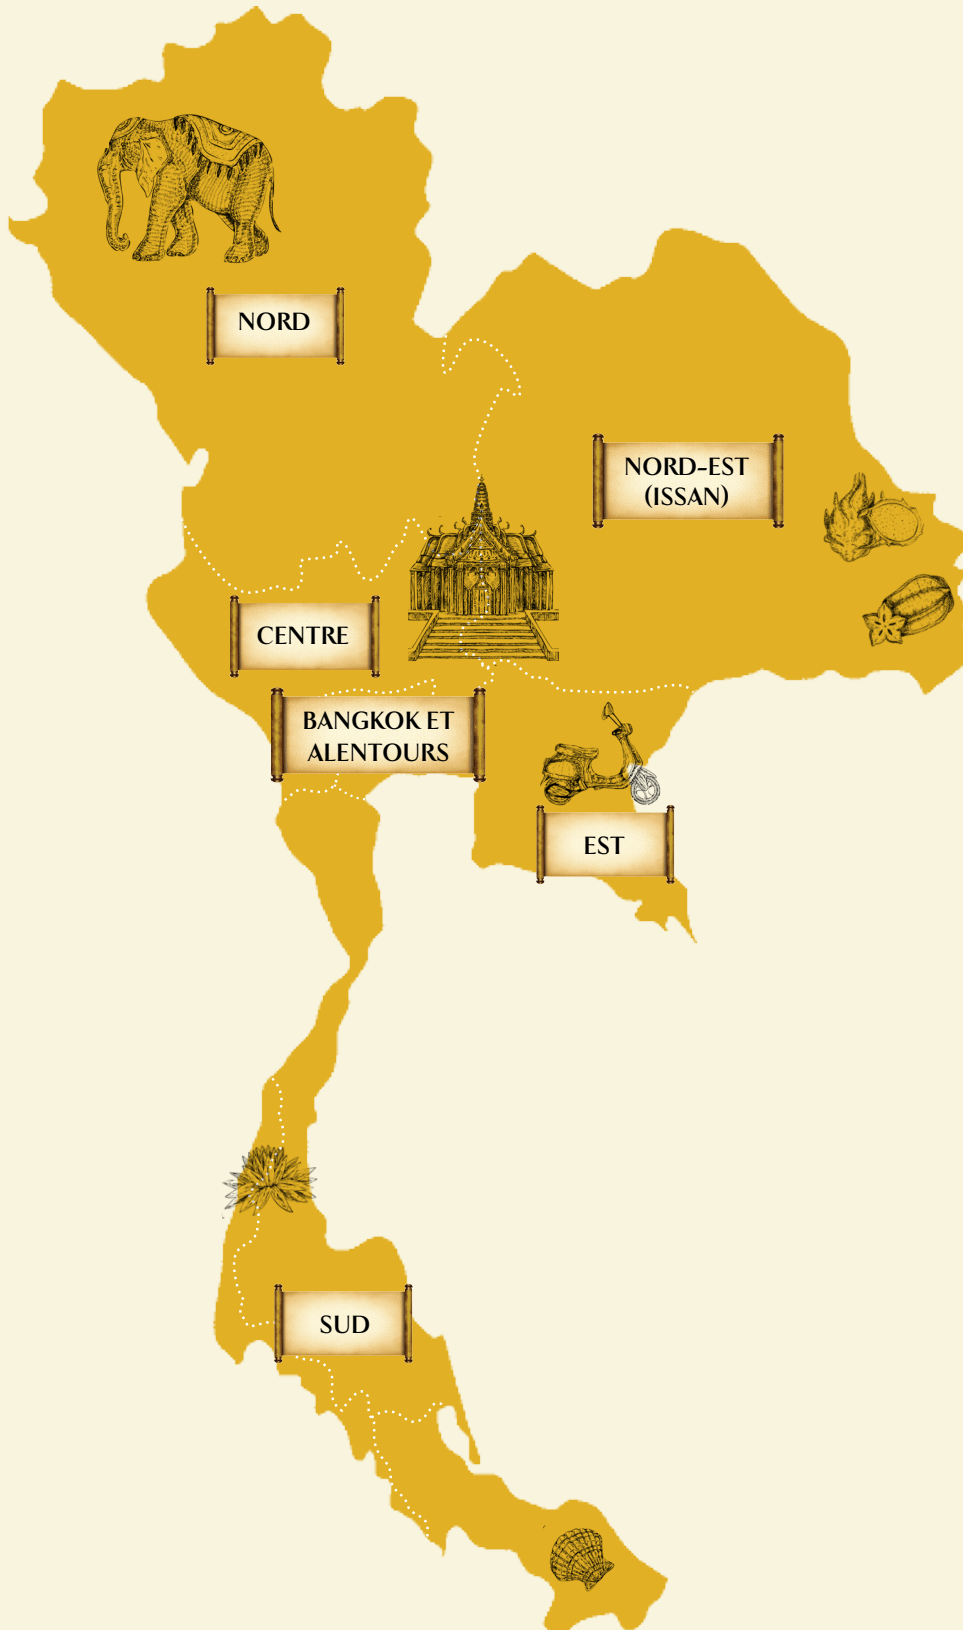 NORD
NORD-EST
(ISSAN)
CENTRE
BANGKOK ET
ALENTOURS
EST
SUD